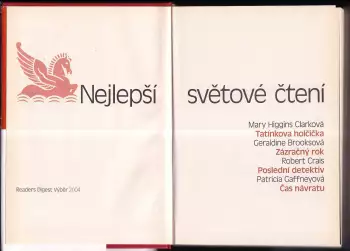 Nejlepší světové čtení
Mary Higgins Clarková
Tatínkova holčička
Geraldine Brooksová
Zázračný rok
Robert Crais
Poslední detektiv
Patricia Gaffneyová
Čas návratu
Readers Digest Výběr 2004